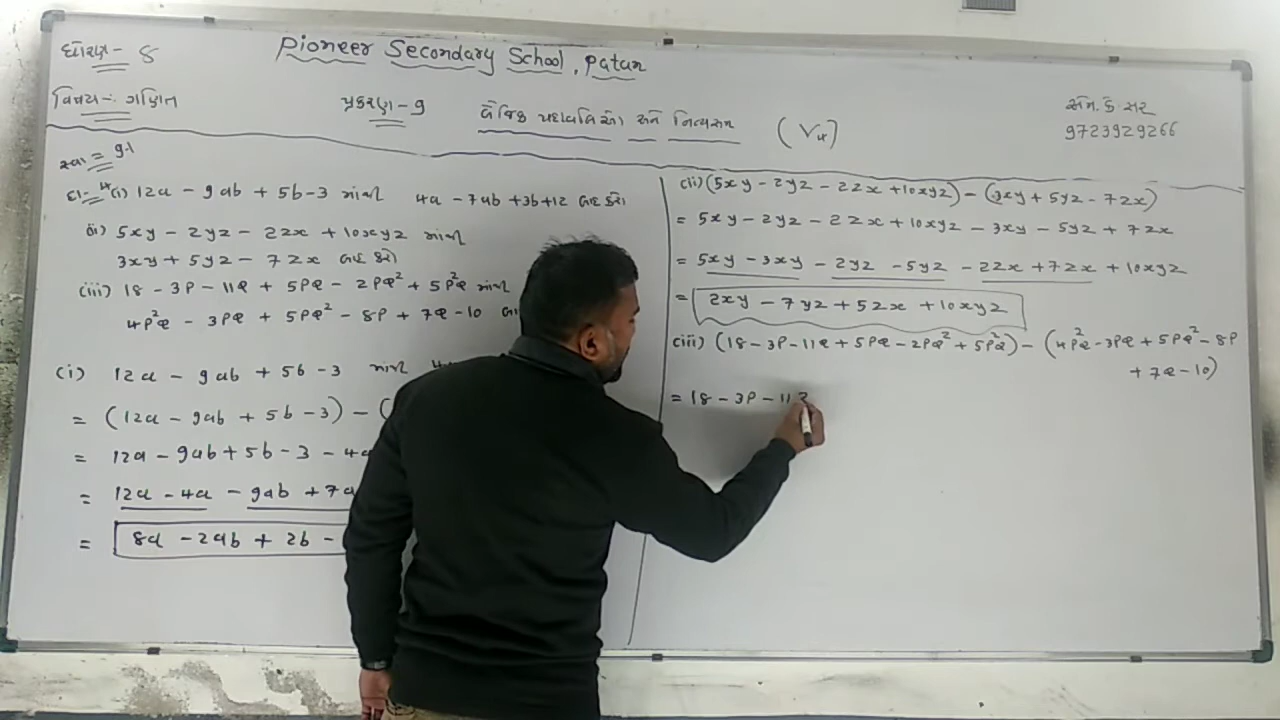 ધોરણ - 8
Pioneer Secondary School, Patan
વિષય :- ગણિત
પ્રકરણ - 9
બૈજિક પદાવલિઓ અને નિત્યસમ
એન. કે. સર
9723929266
સ્વા = 9.1
દા-4 (i) 12a - 9ab + 5b - 3 માંથી 4a - 7ab + 3b + 12 બાદ કરો
(ii) 5xy - 2yz - 2zx + 10xyz માંથી
3xy + 5yz - 7zx બાદ કરો
(iii) 18 - 3P - 11q + 5Pq - 2Pq² + 5P²q માંથી
4P²q - 3Pq + 5Pq² - 8P + 7q - 10
(i) 12a - 9ab + 5b - 3 માંથી
= (12a - 9ab + 5b - 3) - (
= 12a - 9ab + 5b - 3 - 4a
= 12a - 4a - 9ab + 7a
= 8a - 2ab + 2b -
(ii) (5xy - 2yz - 2zx + 10xyz) - (3xy + 5yz - 7zx)
= 5xy - 2yz - 2zx + 10xyz - 3xy - 5yz + 7zx
= 5xy - 3xy - 2yz - 5yz - 2zx + 7zx + 10xyz
= 2xy - 7yz + 5zx + 10xyz
(iii) (18 - 3P - 11q + 5Pq - 2Pq² + 5P²q) - (4P²q - 3Pq + 5Pq² - 8P
+ 7q - 10)
= 18 - 3P - 11